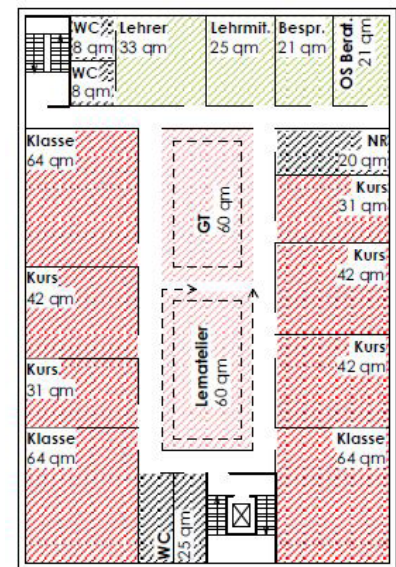 WC
8 qm
WC
8 qm
Lehrer
33 qm
Lehrmit.
25 qm
Bespr.
21 qm
OS Berat.
21 qm
Klasse
64 qm
GT
60 qm
NR
20 qm
Kurs
31 qm
Kurs
42 qm
Kurs
42 qm
Lernatelier
60 qm
Kurs
42 qm
Kurs.
31 qm
Klasse
64 qm
Klasse
64 qm
WC
25 qm